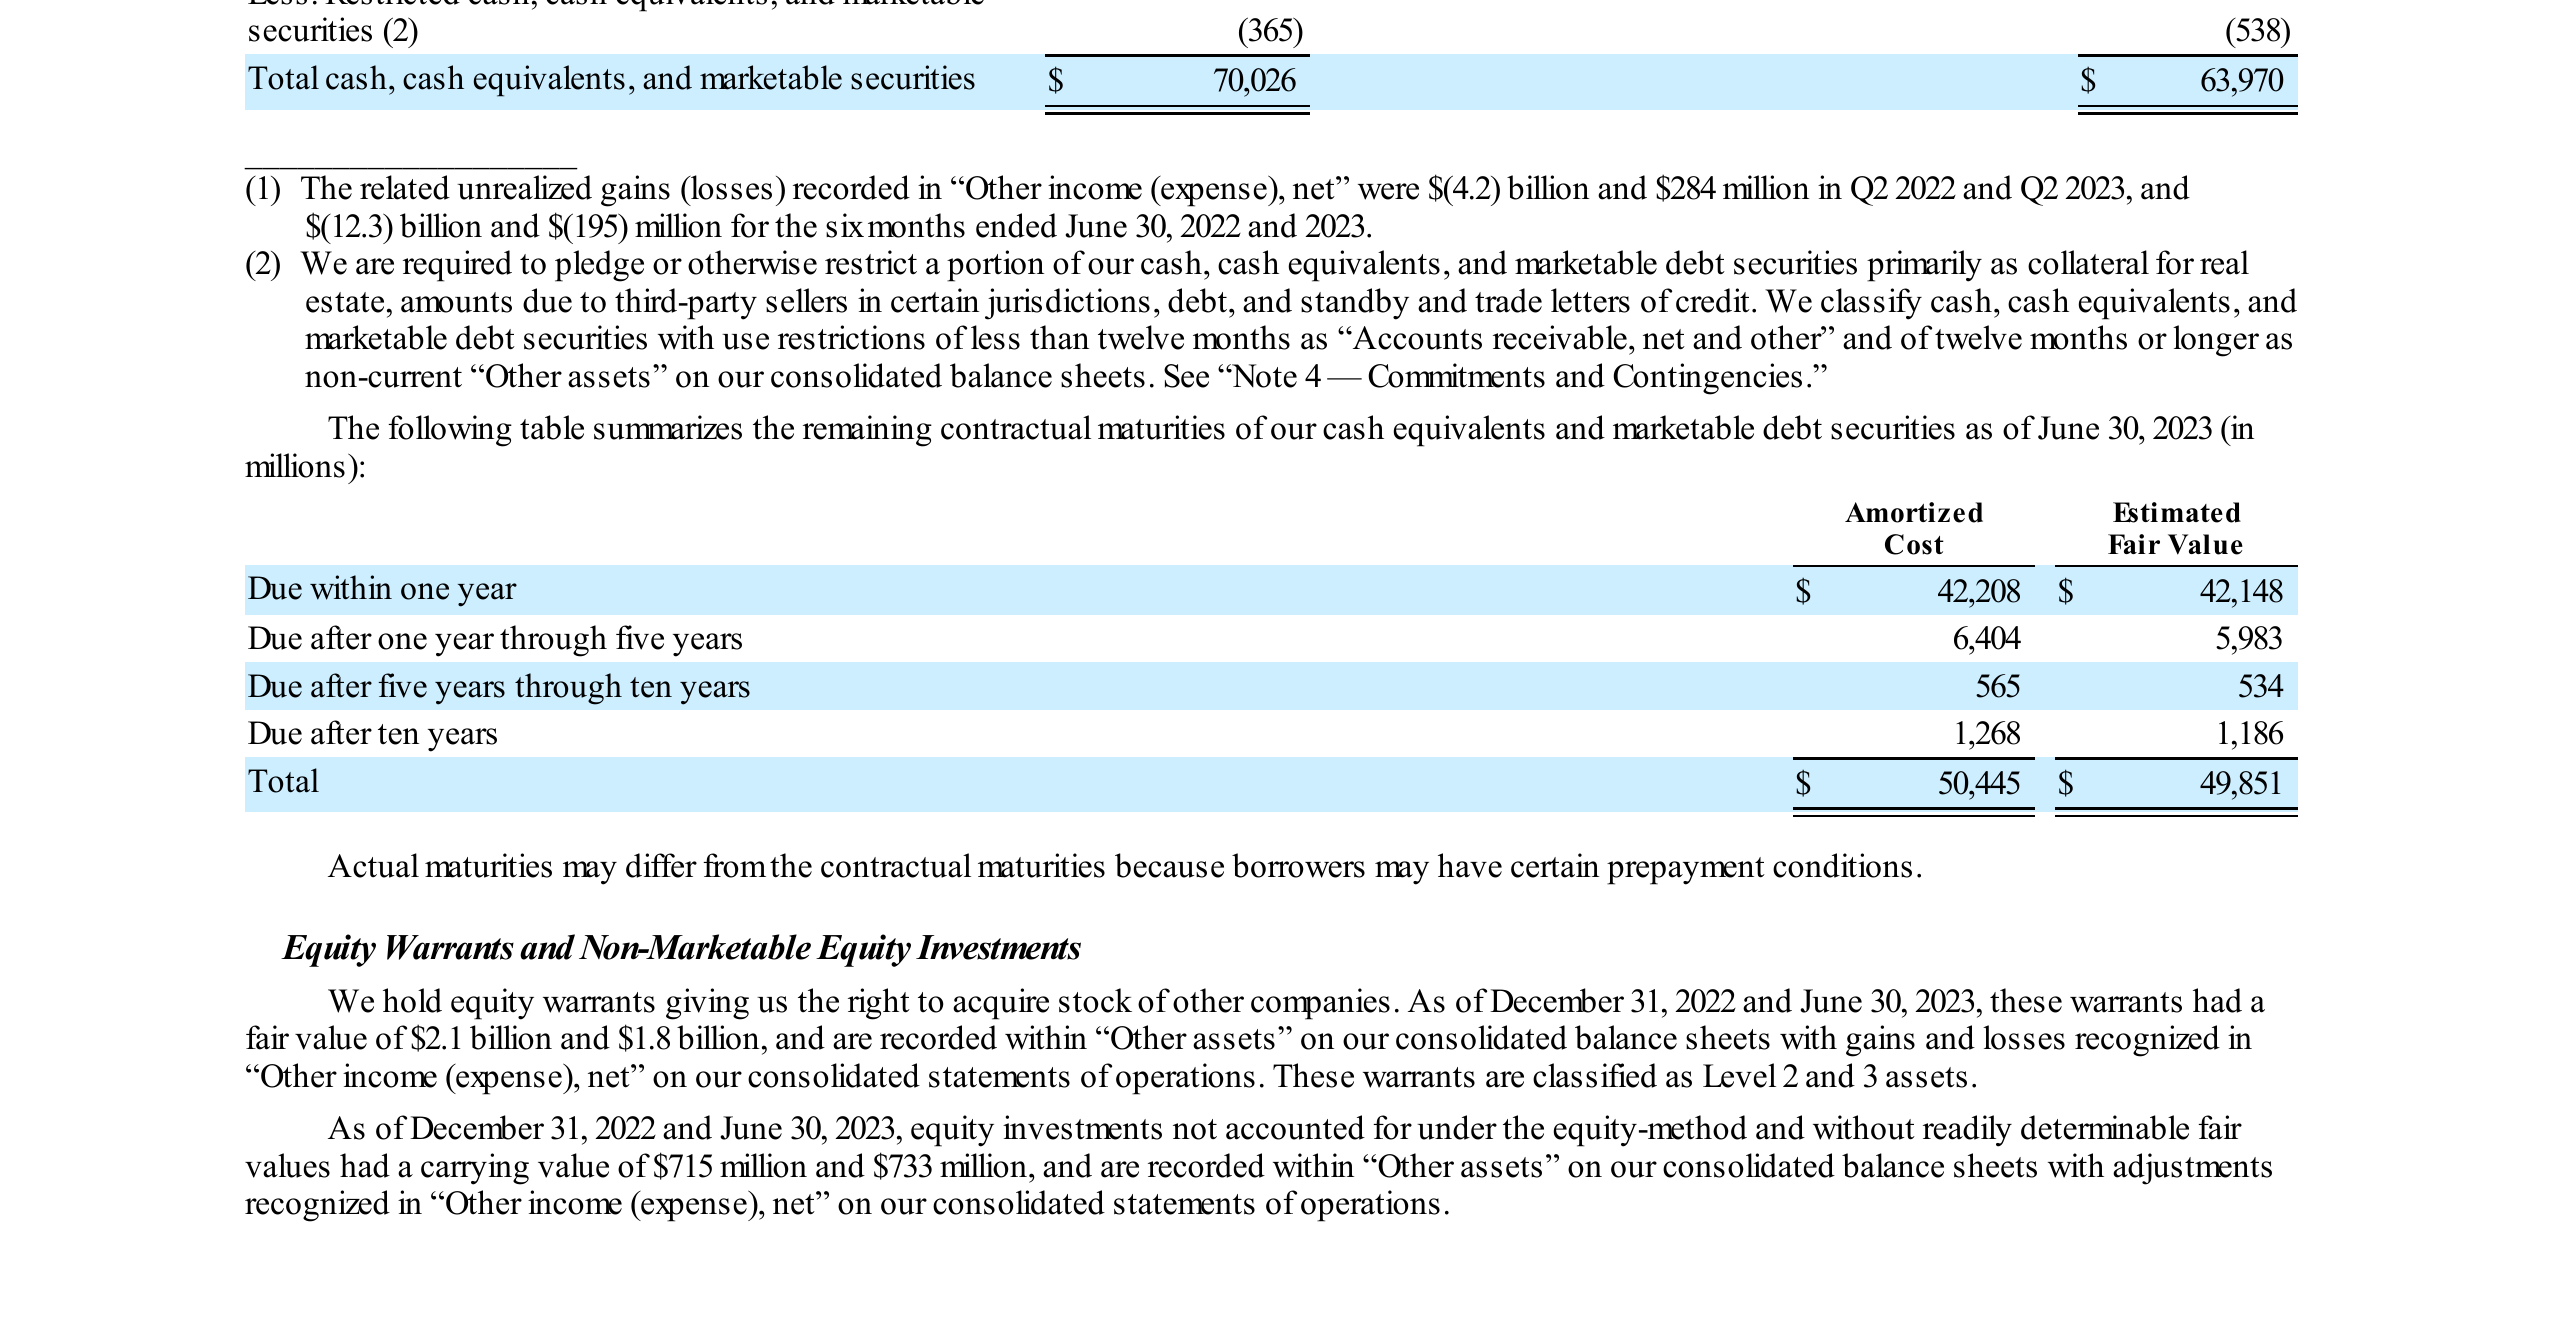 securities (2) (365) (538)
Total cash, cash equivalents, and marketable securities $ 70,026 $ 63,970
(1) The related unrealized gains (losses) recorded in “Other income (expense), net” were $(4.2) billion and $284 million in Q2 2022 and Q2 2023, and
$(12.3) billion and $(195) million for the six months ended June 30, 2022 and 2023.
(2) We are required to pledge or otherwise restrict a portion of our cash, cash equivalents, and marketable debt securities primarily as collateral for real
estate, amounts due to third-party sellers in certain jurisdictions, debt, and standby and trade letters of credit. We classify cash, cash equivalents, and
marketable debt securities with use restrictions of less than twelve months as “Accounts receivable, net and other” and of twelve months or longer as
non-current “Other assets” on our consolidated balance sheets. See “Note 4 — Commitments and Contingencies.”
The following table summarizes the remaining contractual maturities of our cash equivalents and marketable debt securities as of June 30, 2023 (in
millions):
Amortized Estimated
Cost Fair Value
Due within one year $ 42,208 $ 42,148
Due after one year through five years 6,404 5,983
Due after five years through ten years 565 534
Due after ten years 1,268 1,186
Total $ 50,445 $ 49,851
Actual maturities may differ from the contractual maturities because borrowers may have certain prepayment conditions.
Equity Warrants and Non-Marketable Equity Investments
We hold equity warrants giving us the right to acquire stock of other companies. As of December 31, 2022 and June 30, 2023, these warrants had a
fair value of $2.1 billion and $1.8 billion, and are recorded within “Other assets” on our consolidated balance sheets with gains and losses recognized in
“Other income (expense), net” on our consolidated statements of operations. These warrants are classified as Level 2 and 3 assets.
As of December 31, 2022 and June 30, 2023, equity investments not accounted for under the equity-method and without readily determinable fair
values had a carrying value of $715 million and $733 million, and are recorded within “Other assets” on our consolidated balance sheets with adjustments
recognized in “Other income (expense), net” on our consolidated statements of operations.